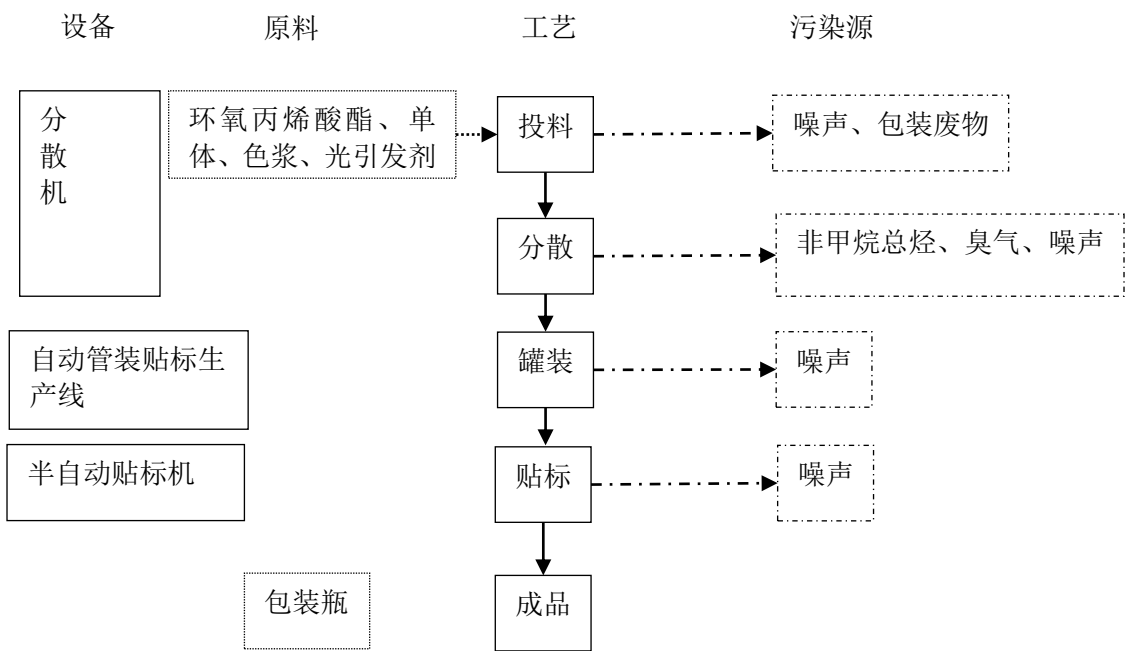 设备 原料 工艺 污染源
分
散
机
环氧丙烯酸酯、单
体、色浆、光引发剂
投料
噪声、包装废物
分散
非甲烷总烃、臭气、噪声
自动管装贴标生
产线
罐装
噪声
半自动贴标机
贴标
噪声
包装瓶
成品